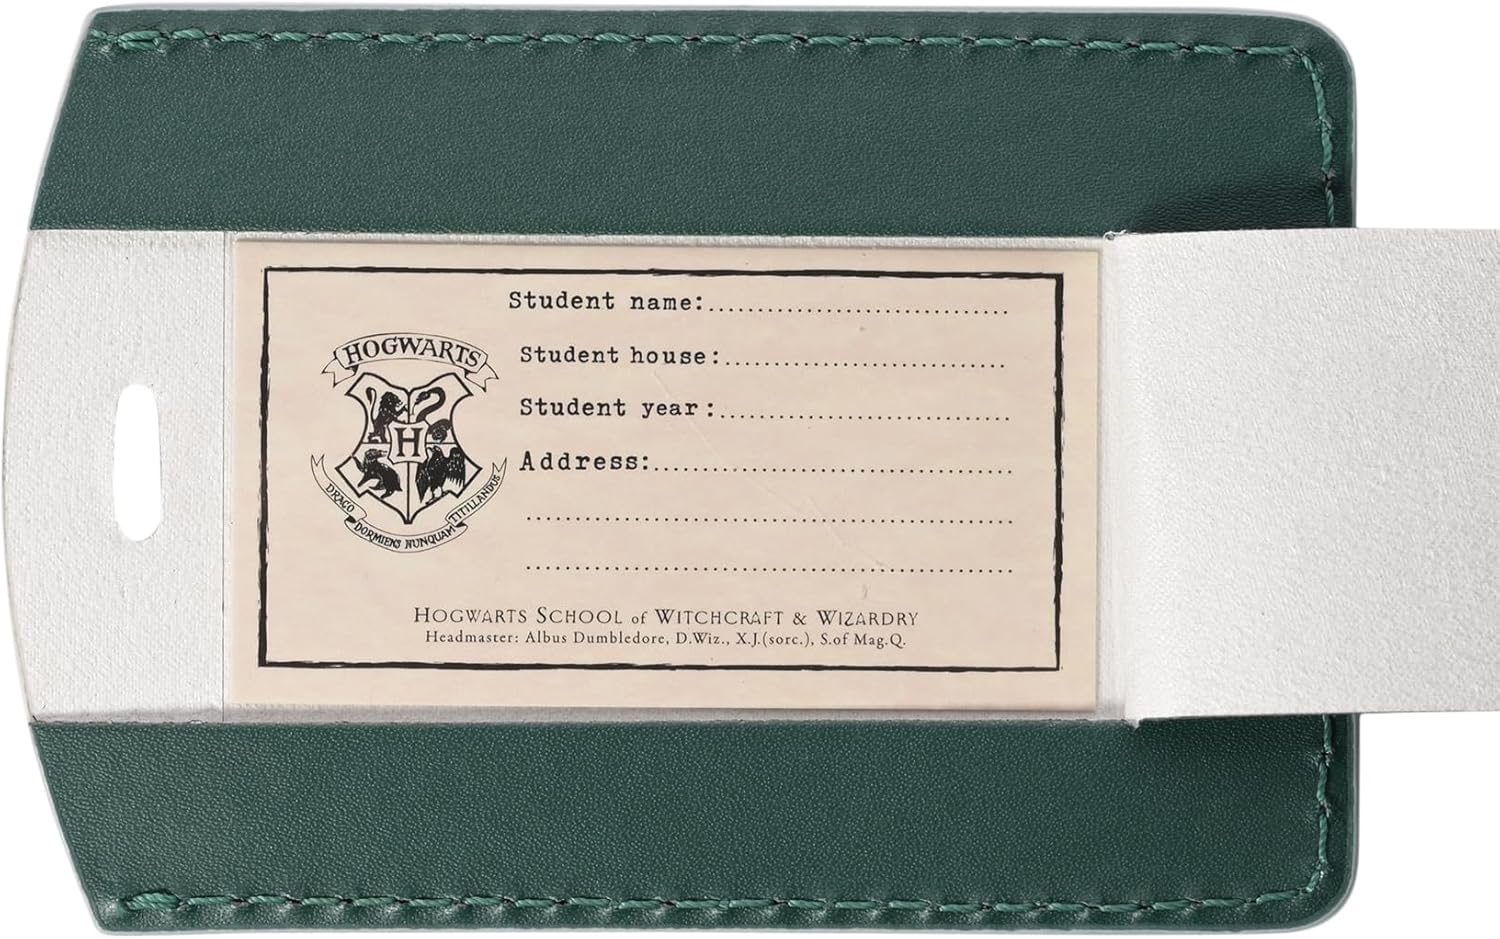 Student name:..............................
Student house:............................
Student year:.............................
Address:....................................
................................................
................................................
HOGWARTS
H
DRACO DORMIENS NUNQUAM TITILLANDUS
HOGWARTS SCHOOL of WITCHCRAFT & WIZARDRY
Headmaster: Albus Dumbledore, D.Wiz., X.J.(sorc.), S.of Mag.Q.